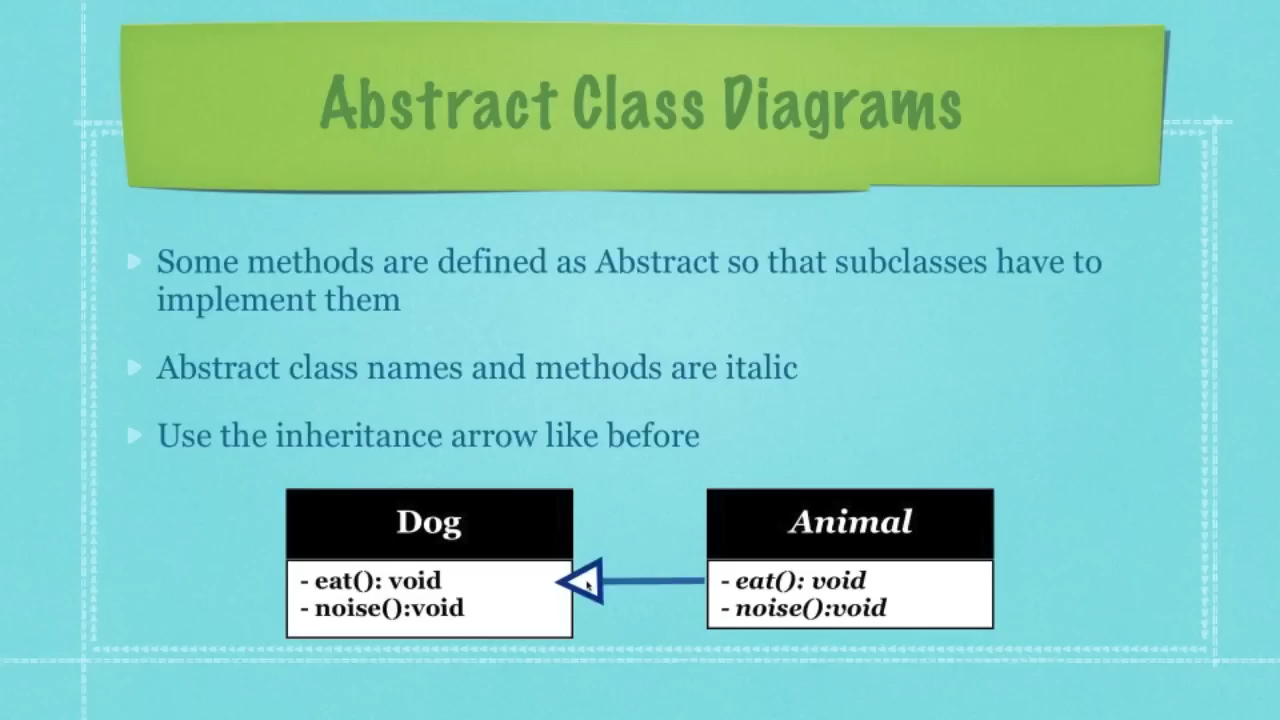 Abstract Class Diagrams
Some methods are defined as Abstract so that subclasses have to
implement them
Abstract class names and methods are italic
Use the inheritance arrow like before
Dog
- eat(): void
- noise():void
Animal
- eat(): void
- noise():void